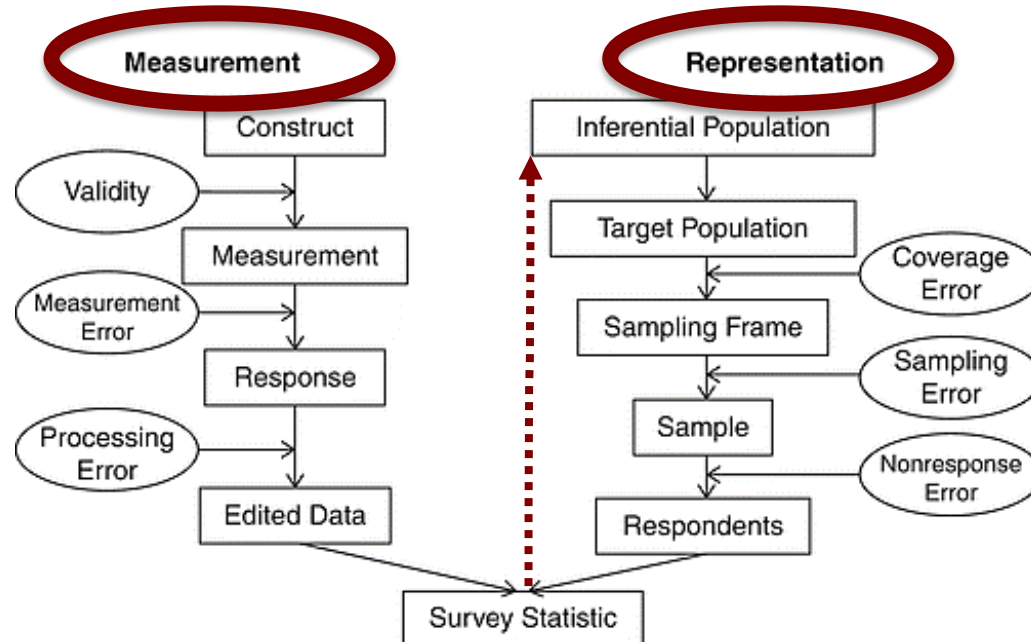 Measurement
Construct
Validity
Measurement
Measurement
Error
Response
Processing
Error
Edited Data
Representation
Inferential Population
Target Population
Coverage
Error
Sampling Frame
Sampling
Error
Sample
Nonresponse
Error
Respondents
Survey Statistic